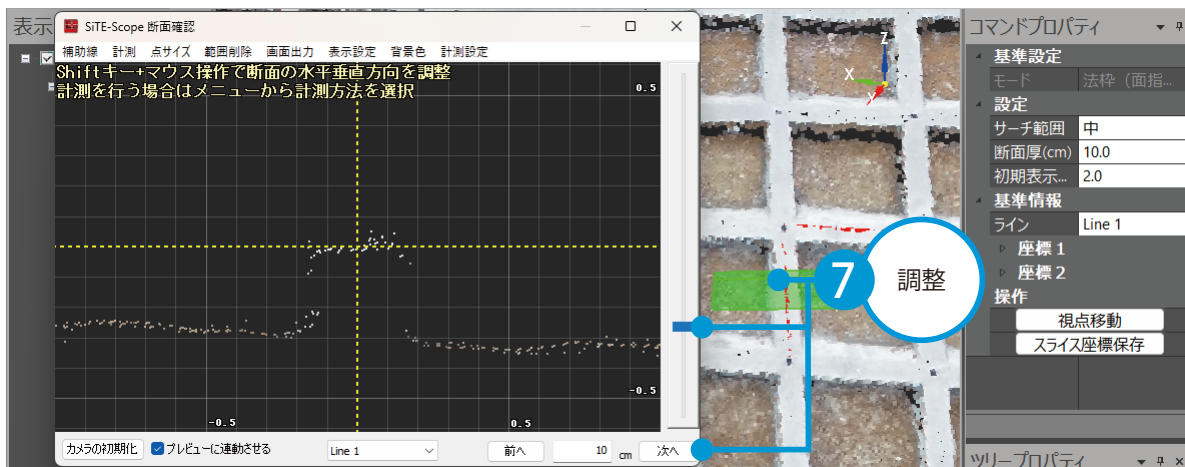 表示
SiTE-Scope 断面確認
補助線 計測 点サイズ 範囲削除 画面出力 表示設定 背景色 計測設定
Shiftキー+マウス操作で断面の水平垂直方向を調整
計測を行う場合はメニューから計測方法を選択
0.5
-0.5
-0.5
0.5
カメラの初期化 プレビューに連動させる Line 1 前へ 10 cm 次へ
Z
X
Y
7 調整
コマンドプロパティ
基準設定
モード 法枠（面指...
設定
サーチ範囲 中
断面厚(cm) 10.0
初期表示... 2.0
基準情報
ライン Line 1
座標 1
座標 2
操作
視点移動
スライス座標保存
ツリープロパティ